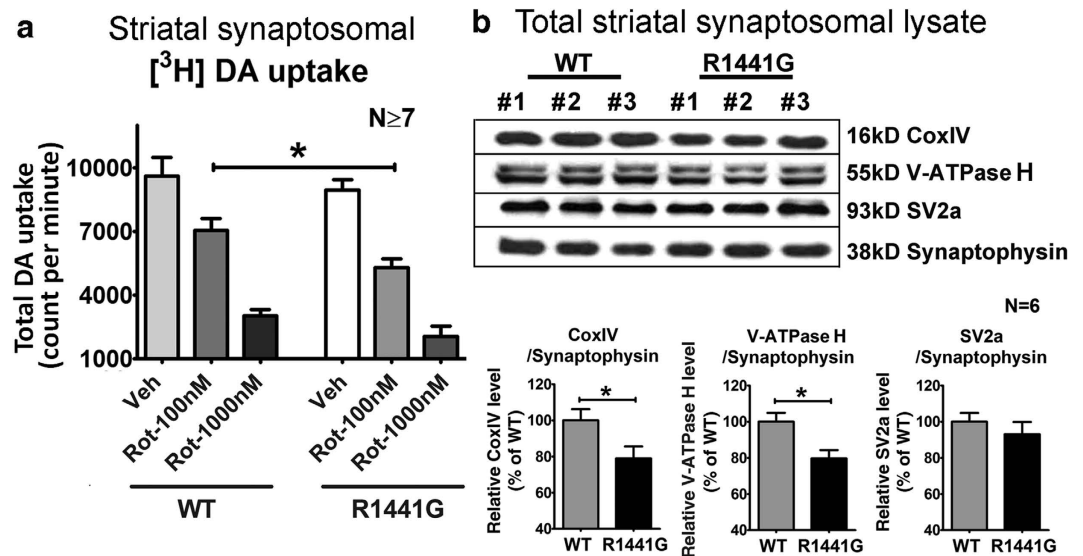 a
Striatal synaptosomal
[³H] DA uptake
N≥7
*
Total DA uptake
(count per minute)
10000
7000
4000
1000
Veh
Rot-100nM
Rot-1000nM
Veh
Rot-100nM
Rot-1000nM
WT
R1441G
b
Total striatal synaptosomal lysate
WT R1441G
#1 #2 #3 #1 #2 #3
16kD CoxIV
55kD V-ATPase H
93kD SV2a
38kD Synaptophysin
N=6
CoxIV
/Synaptophysin
*
Relative CoxIV level
(% of WT)
120
100
80
60
40
WT R1441G
V-ATPase H
/Synaptophysin
*
Relative V-ATPase H level
(% of WT)
120
100
80
60
40
WT R1441G
SV2a
/Synaptophysin
Relative SV2a level
(% of WT)
120
100
80
60
40
WT R1441G